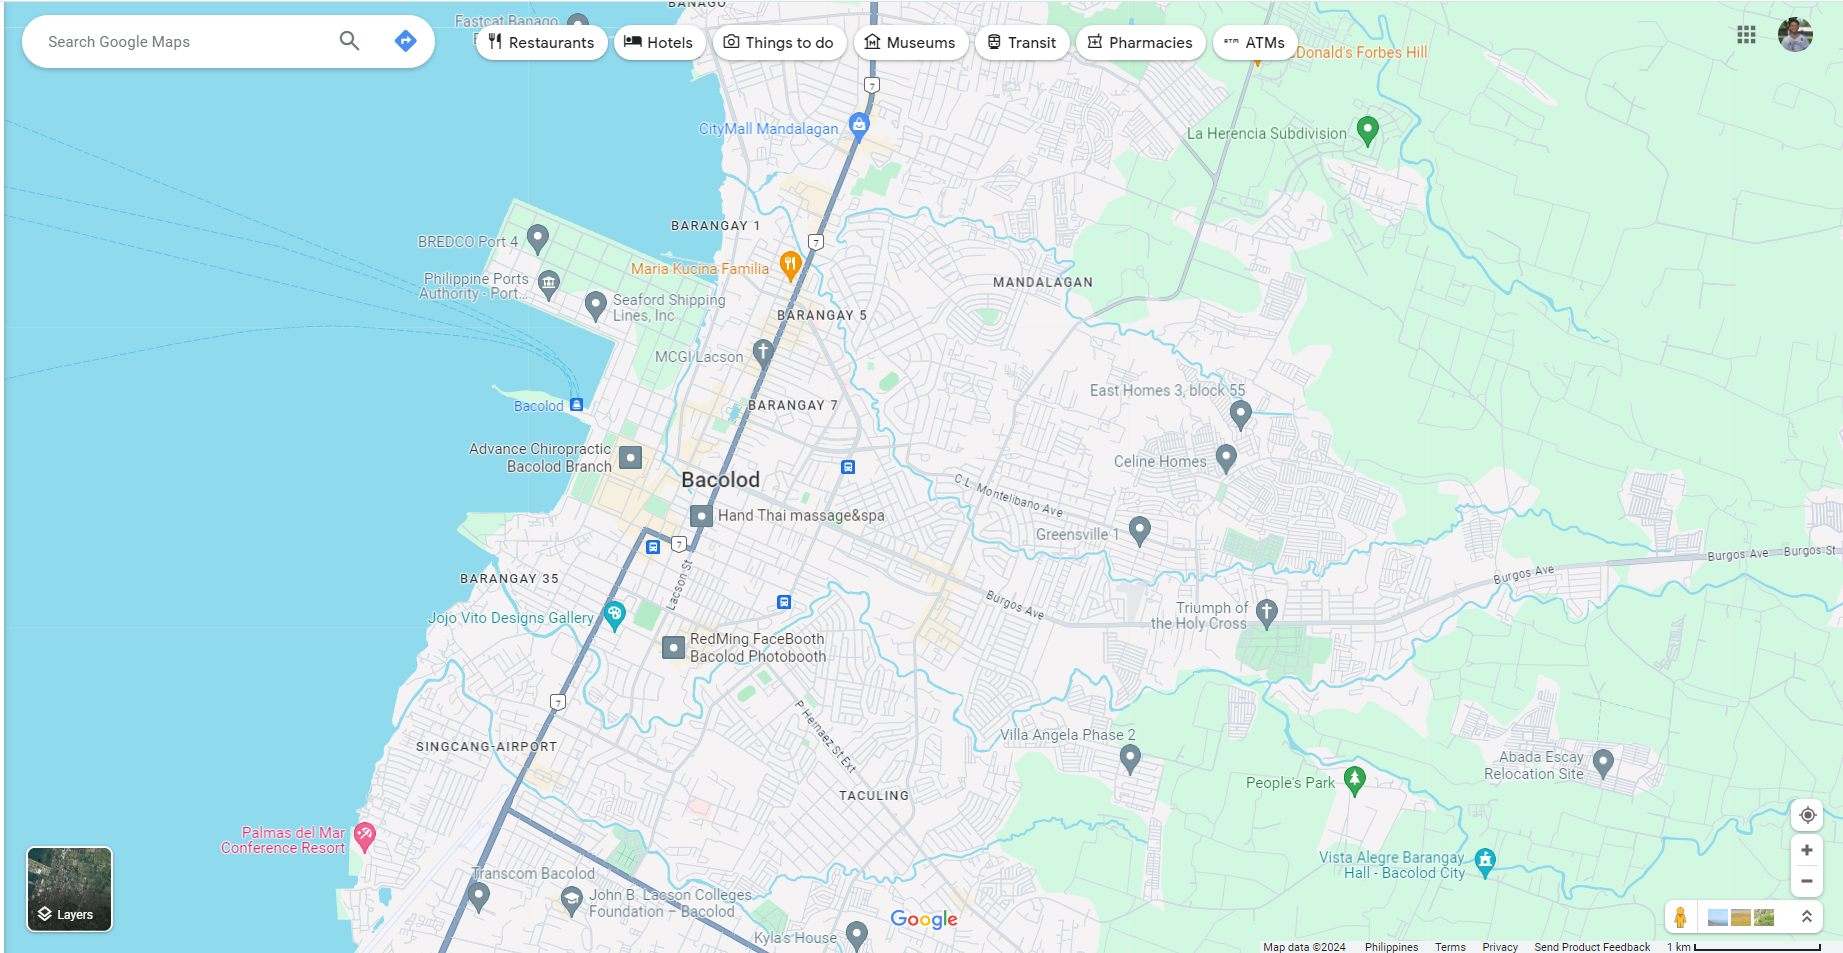 BANAGO
Fastcat Banago
Search Google Maps
Restaurants
Hotels
Things to do
Museums
Transit
Pharmacies
ATMs
Donald's Forbes Hill
7
CityMall Mandalagan
La Herencia Subdivision
BARANGAY 1
BREDCO Port 4
7
Maria Kucina Familia
Philippine Ports
Authority - Port...
MANDALAGAN
Seaford Shipping
Lines, Inc
BARANGAY 5
MCGI Lacson
East Homes 3, block 55
Bacolod
BARANGAY 7
Advance Chiropractic
Bacolod Branch
Celine Homes
Bacolod
C.L. Montelibano Ave
Hand Thai massage&spa
Greensville 1
7
Burgos Ave
Burgos St
BARANGAY 35
Lacson St
Burgos Ave
Burgos Ave
Jojo Vito Designs Gallery
Triumph of
the Holy Cross
RedMing FaceBooth
Bacolod Photobooth
7
P Hernaez St Ext
Villa Angela Phase 2
SINGCANG-AIRPORT
Abada Escay
Relocation Site
People's Park
TACULING
Palmas del Mar
Conference Resort
Vista Alegre Barangay
Hall - Bacolod City
Transcom Bacolod
John B. Lacson Colleges
Foundation – Bacolod
Layers
Google
Kyla's House
Map data ©2024
Philippines
Terms
Privacy
Send Product Feedback
1 km